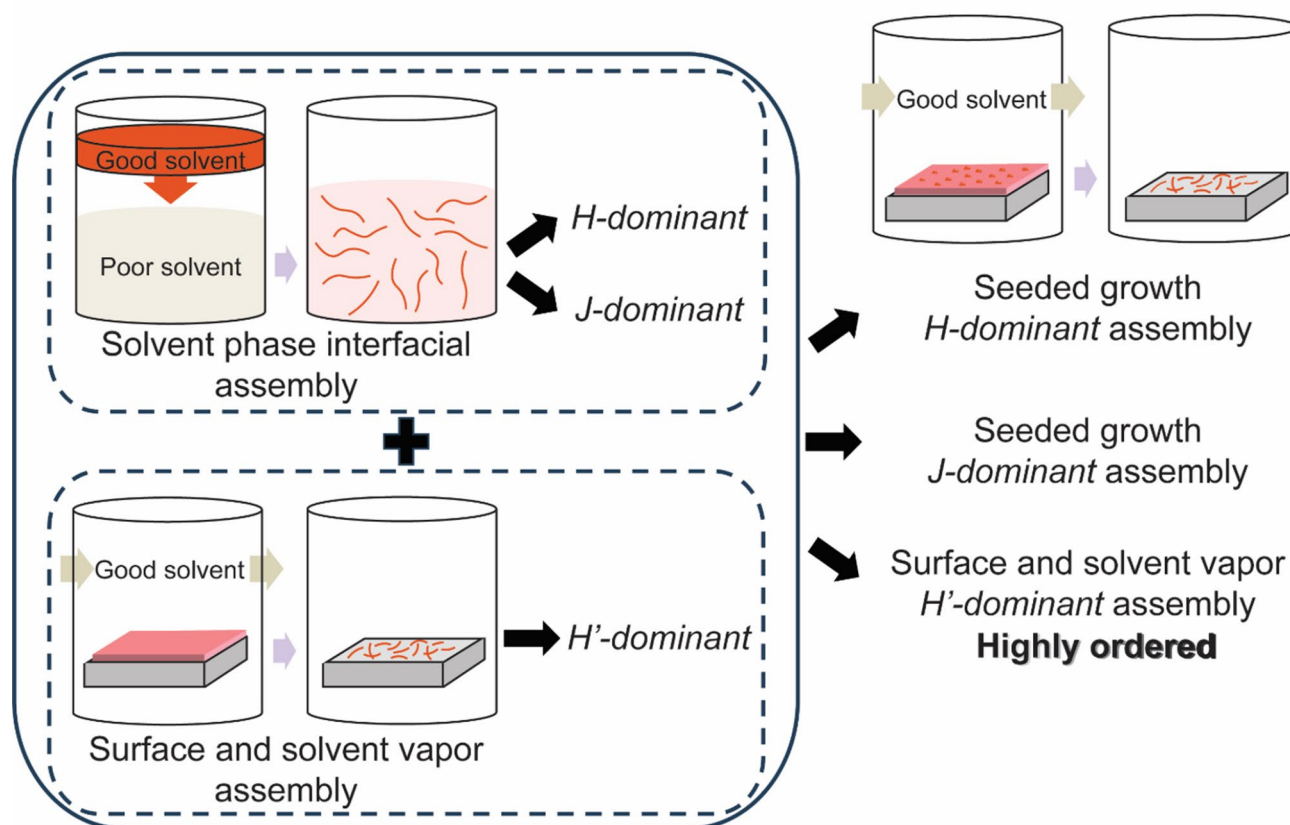 Good solvent
Poor solvent
H-dominant
J-dominant
Solvent phase interfacial
assembly
Good solvent
H’-dominant
Surface and solvent vapor
assembly
Good solvent
Seeded growth
H-dominant assembly
Seeded growth
J-dominant assembly
Surface and solvent vapor
H’-dominant assembly
Highly ordered